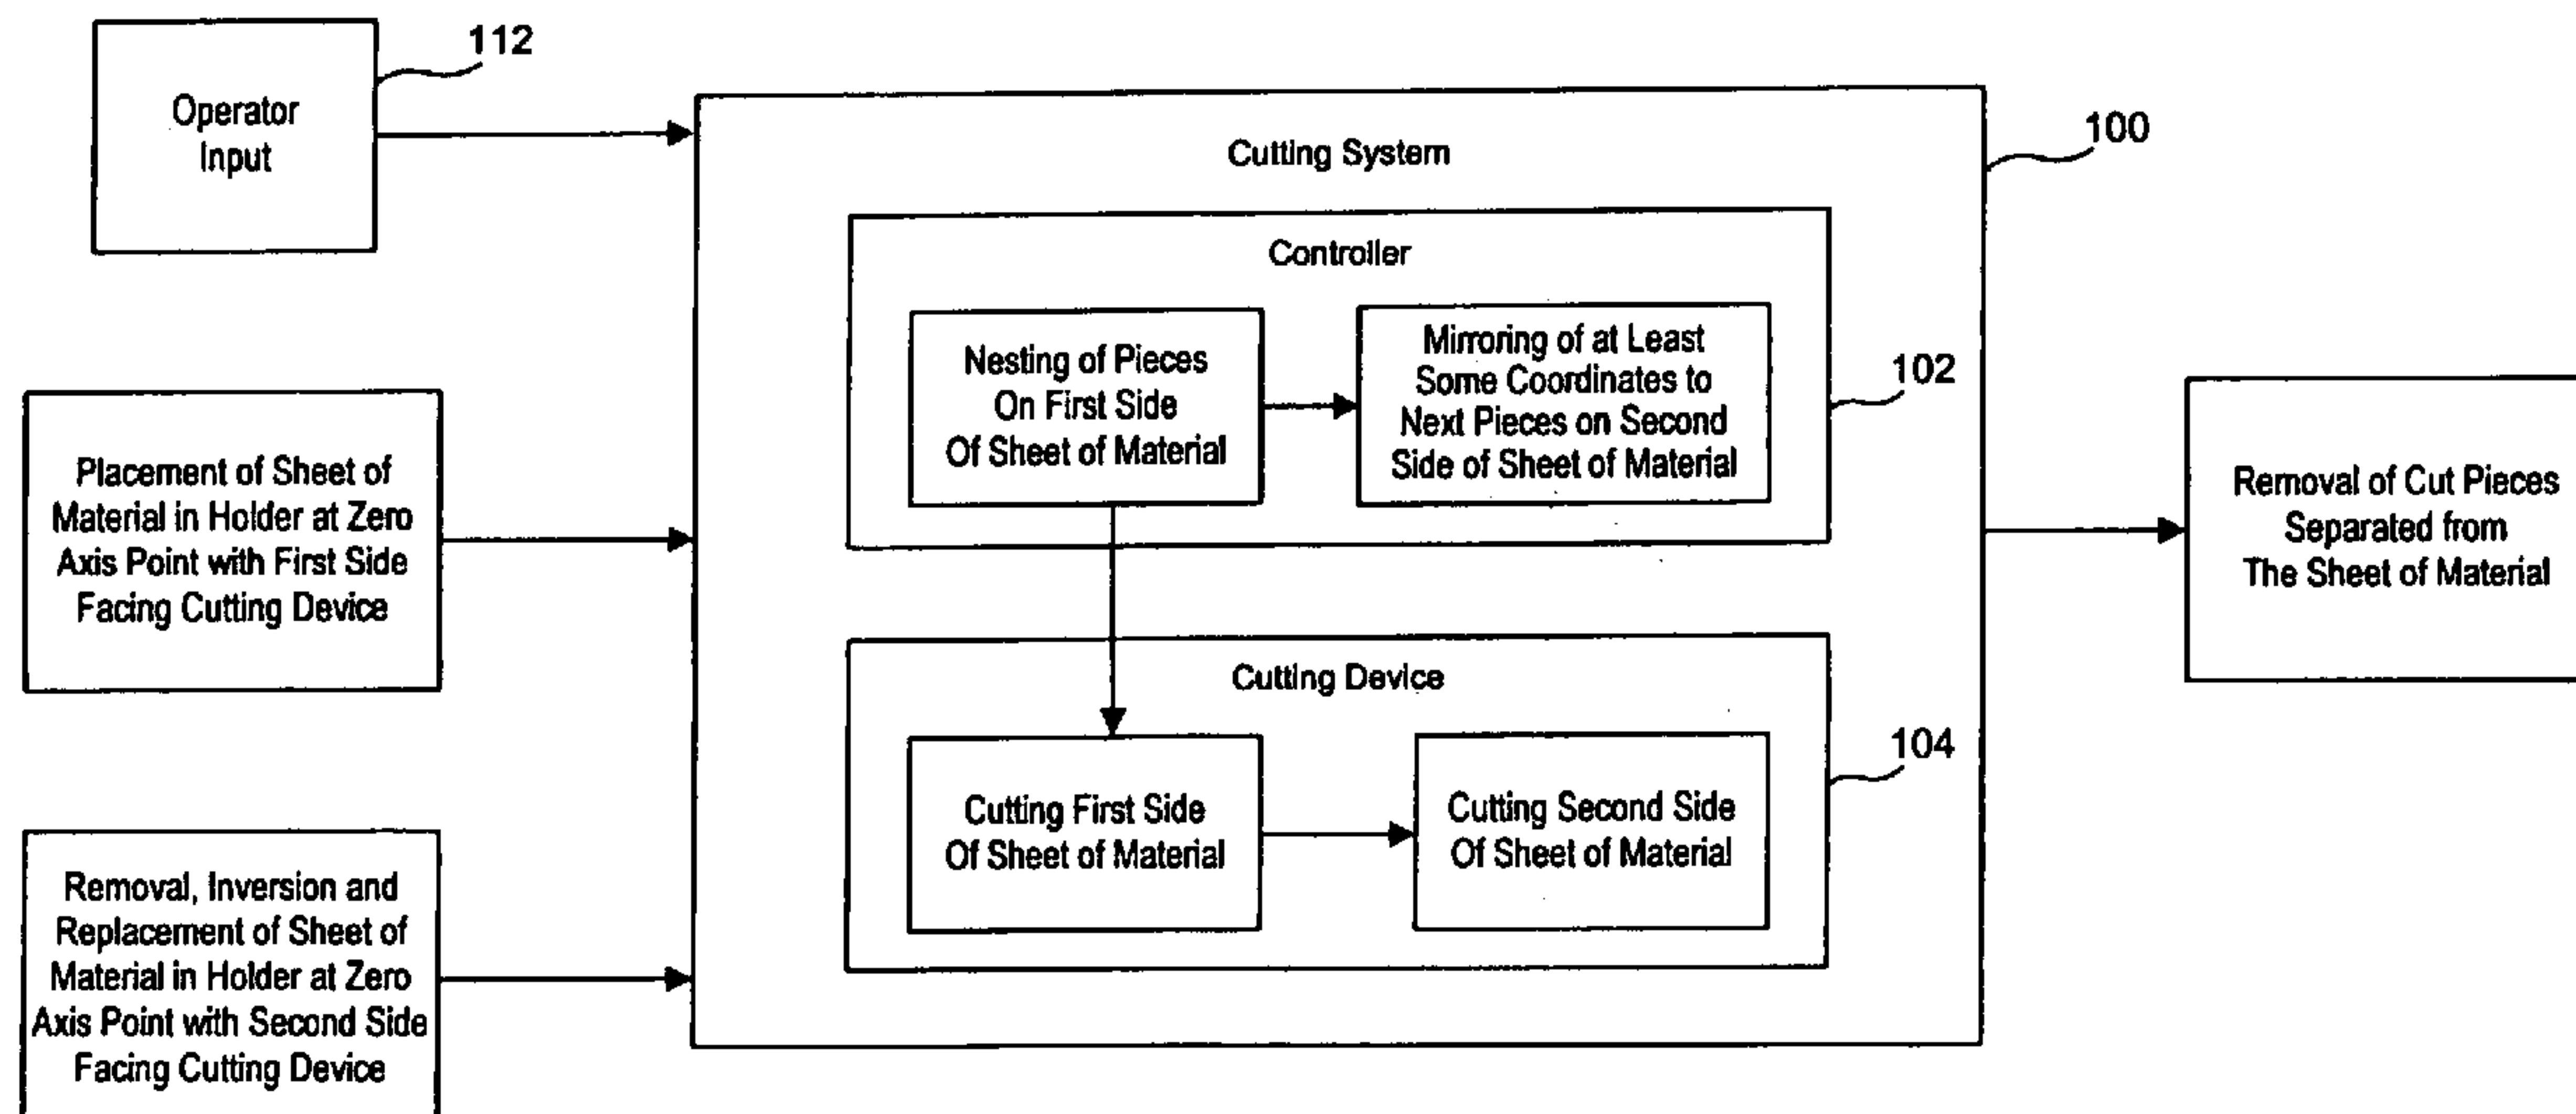 112
Operator
Input
Placement of Sheet of
Material in Holder at Zero
Axis Point with First Side
Facing Cutting Device
Removal, Inversion and
Replacement of Sheet of
Material in Holder at Zero
Axis Point with Second Side
Facing Cutting Device
100
Cutting System
Controller
Nesting of Pieces
On First Side
Of Sheet of Material
Mirroring of at Least
Some Coordinates to
Next Pieces on Second
Side of Sheet of Material
102
Cutting Device
Cutting First Side
Of Sheet of Material
Cutting Second Side
Of Sheet of Material
104
Removal of Cut Pieces
Separated from
The Sheet of Material